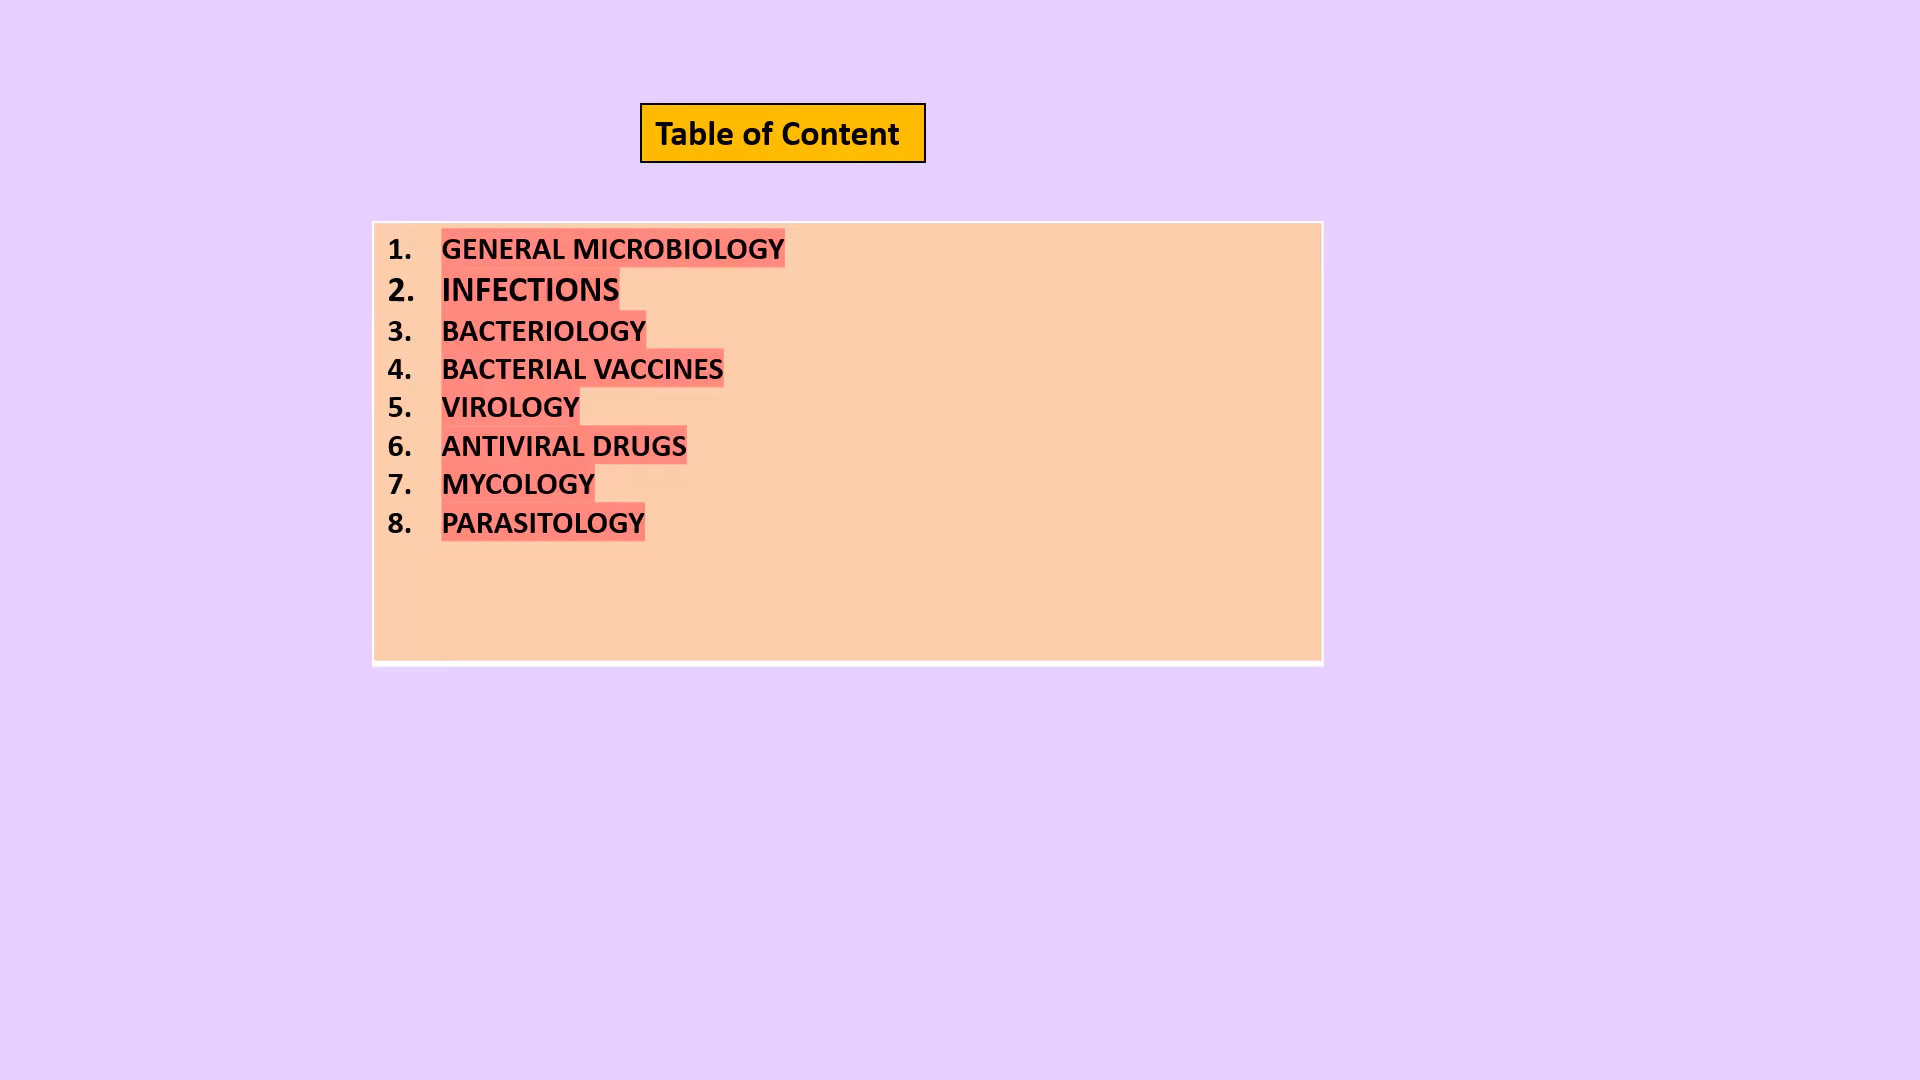 Table of Content
1. GENERAL MICROBIOLOGY
2. INFECTIONS
3. BACTERIOLOGY
4. BACTERIAL VACCINES
5. VIROLOGY
6. ANTIVIRAL DRUGS
7. MYCOLOGY
8. PARASITOLOGY